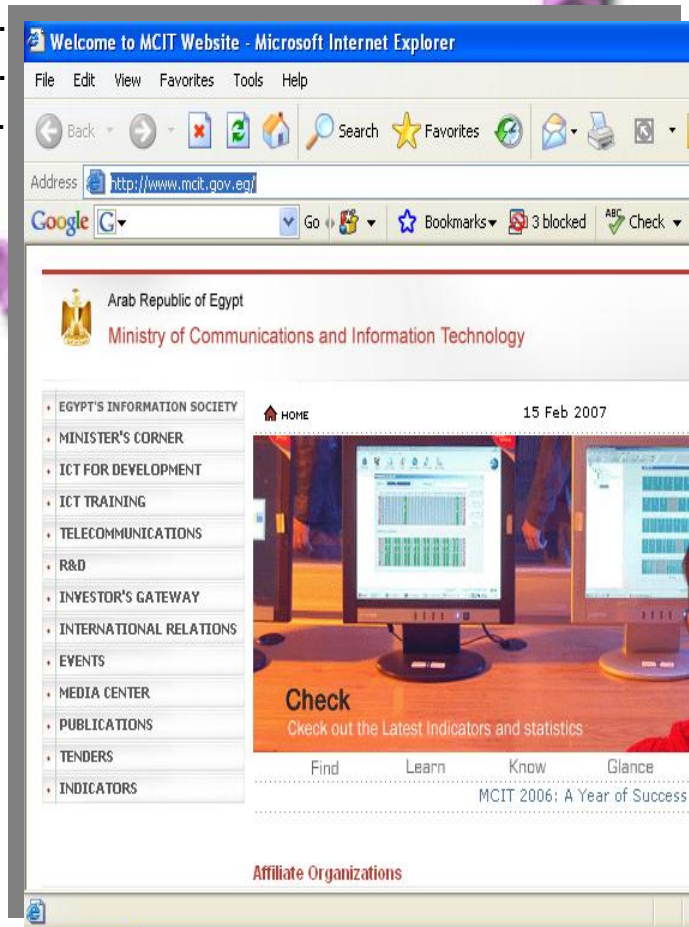 Welcome to MCIT Website - Microsoft Internet Explorer
File Edit View Favorites Tools Help
Back Search Favorites
Address http://www.mcit.gov.eg/
Google G Go Bookmarks 3 blocked ABC Check
Arab Republic of Egypt
Ministry of Communications and Information Technology
EGYPT'S INFORMATION SOCIETY
MINISTER'S CORNER
ICT FOR DEVELOPMENT
ICT TRAINING
TELECOMMUNICATIONS
R&D
INVESTOR'S GATEWAY
INTERNATIONAL RELATIONS
EVENTS
MEDIA CENTER
PUBLICATIONS
TENDERS
INDICATORS
HOME 15 Feb 2007
Check
Ckeck out the Latest Indicators and statistics
Find Learn Know Glance
MCIT 2006: A Year of Success
Affiliate Organizations